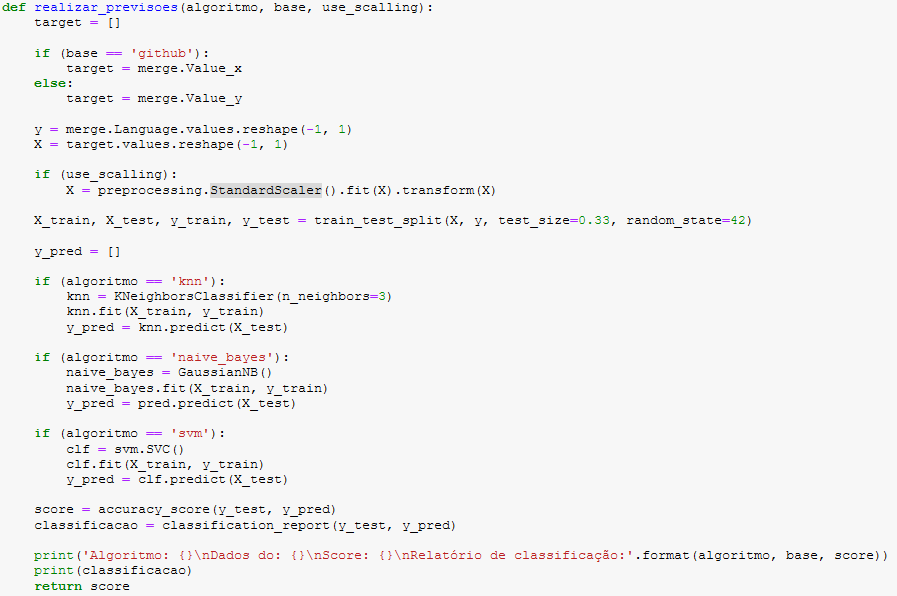 def realizar_previsoes(algoritmo, base, use_scalling):
    target = []

    if (base == 'github'):
        target = merge.Value_x
    else:
        target = merge.Value_y

    y = merge.Language.values.reshape(-1, 1)
    X = target.values.reshape(-1, 1)

    if (use_scalling):
        X = preprocessing.StandardScaler().fit(X).transform(X)

    X_train, X_test, y_train, y_test = train_test_split(X, y, test_size=0.33, random_state=42)

    y_pred = []

    if (algoritmo == 'knn'):
        knn = KNeighborsClassifier(n_neighbors=3)
        knn.fit(X_train, y_train)
        y_pred = knn.predict(X_test)

    if (algoritmo == 'naive_bayes'):
        naive_bayes = GaussianNB()
        naive_bayes.fit(X_train, y_train)
        y_pred = pred.predict(X_test)

    if (algoritmo == 'svm'):
        clf = svm.SVC()
        clf.fit(X_train, y_train)
        y_pred = clf.predict(X_test)

    score = accuracy_score(y_test, y_pred)
    classificacao = classification_report(y_test, y_pred)

    print('Algoritmo: {}\nDados do: {}\nScore: {}\nRelatório de classificação:'.format(algoritmo, base, score))
    print(classificacao)
    return score